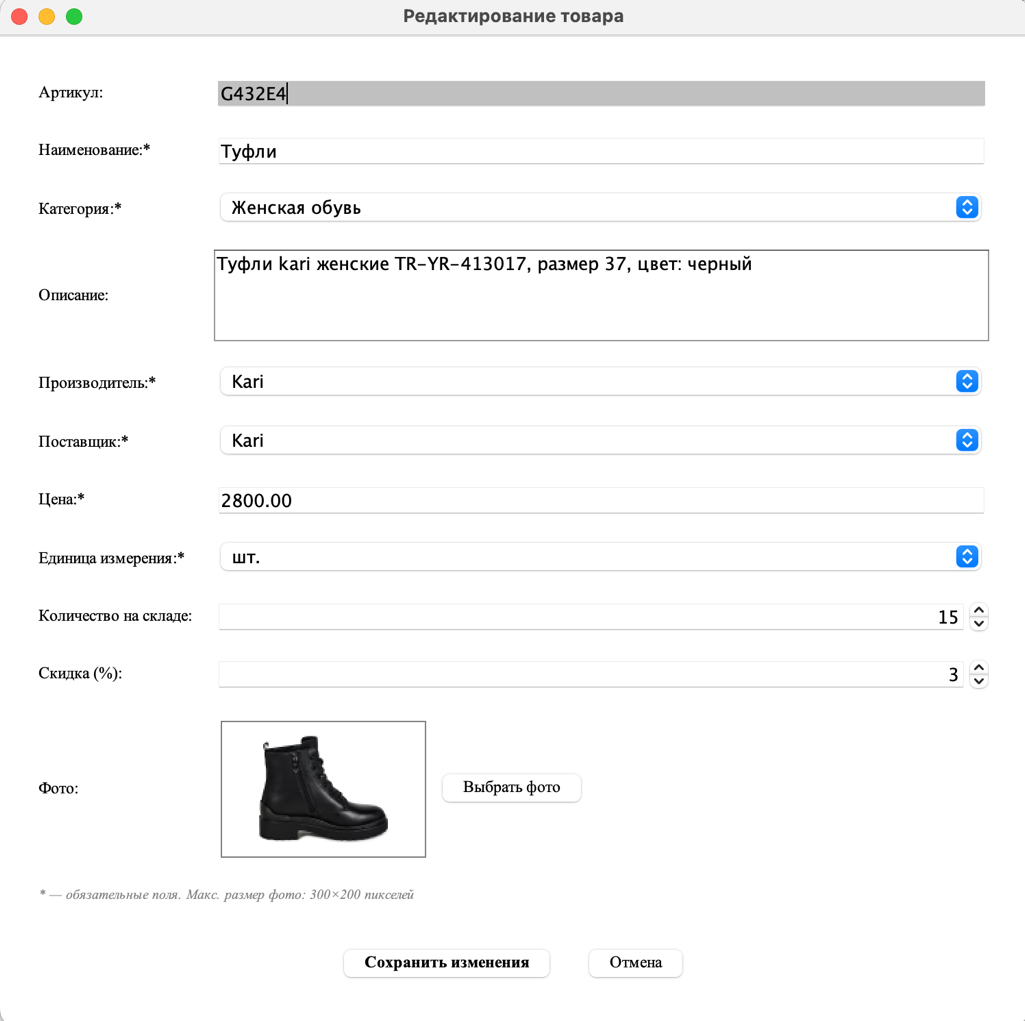 Редактирование товара
Артикул: G432E4
Наименование:* Туфли
Категория:* Женская обувь
Описание: Туфли kari женские TR-YR-413017, размер 37, цвет: черный
Производитель:* Kari
Поставщик:* Kari
Цена:* 2800.00
Единица измерения:* шт.
Количество на складе: 15
Скидка (%): 3
Фото: Выбрать фото
* — обязательные поля. Макс. размер фото: 300×200 пикселей
Сохранить изменения Отмена